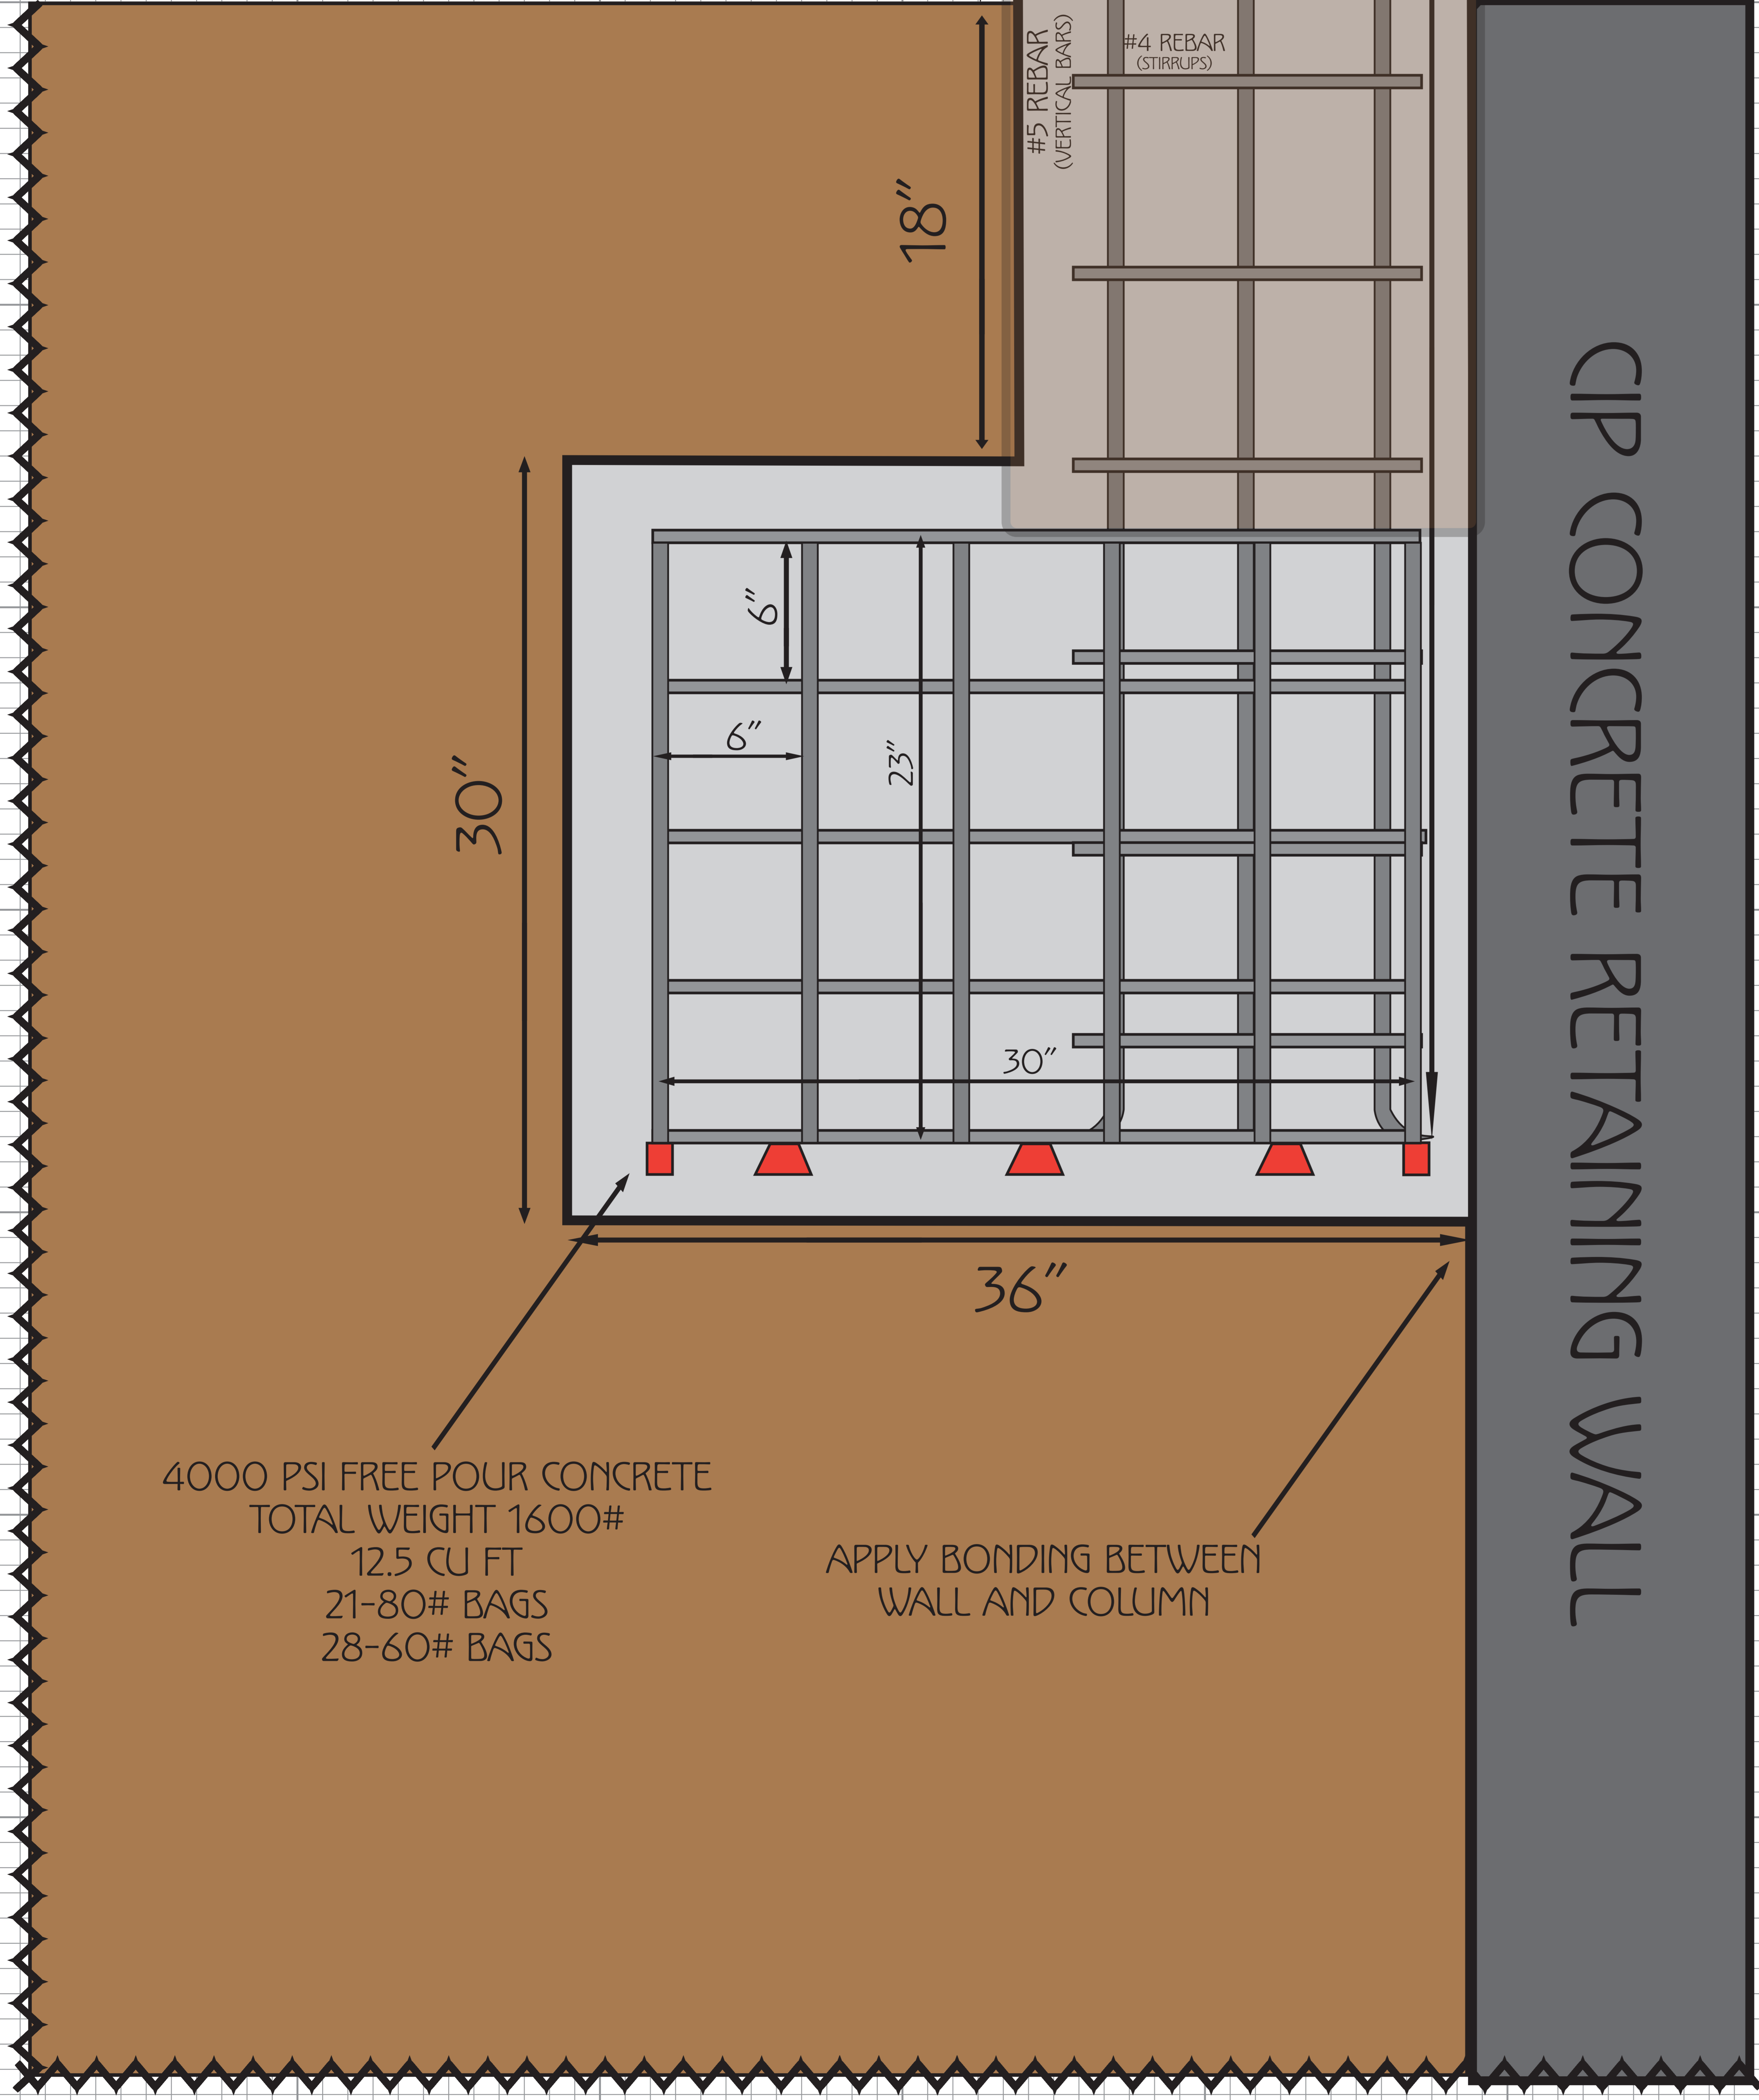 #5 REBAR
(VERTICAL BARS)
#4 REBAR
(STIRRUPS)
18”
6”
6”
23”
30”
30”
36”
CIP CONCRETE RETAINING WALL
4000 PSI FREE POUR CONCRETE
TOTAL WEIGHT 1600#
12.5 CU FT
21-80# BAGS
28-60# BAGS
APPLY BONDING BETWEEN
WALL AND COLUMN